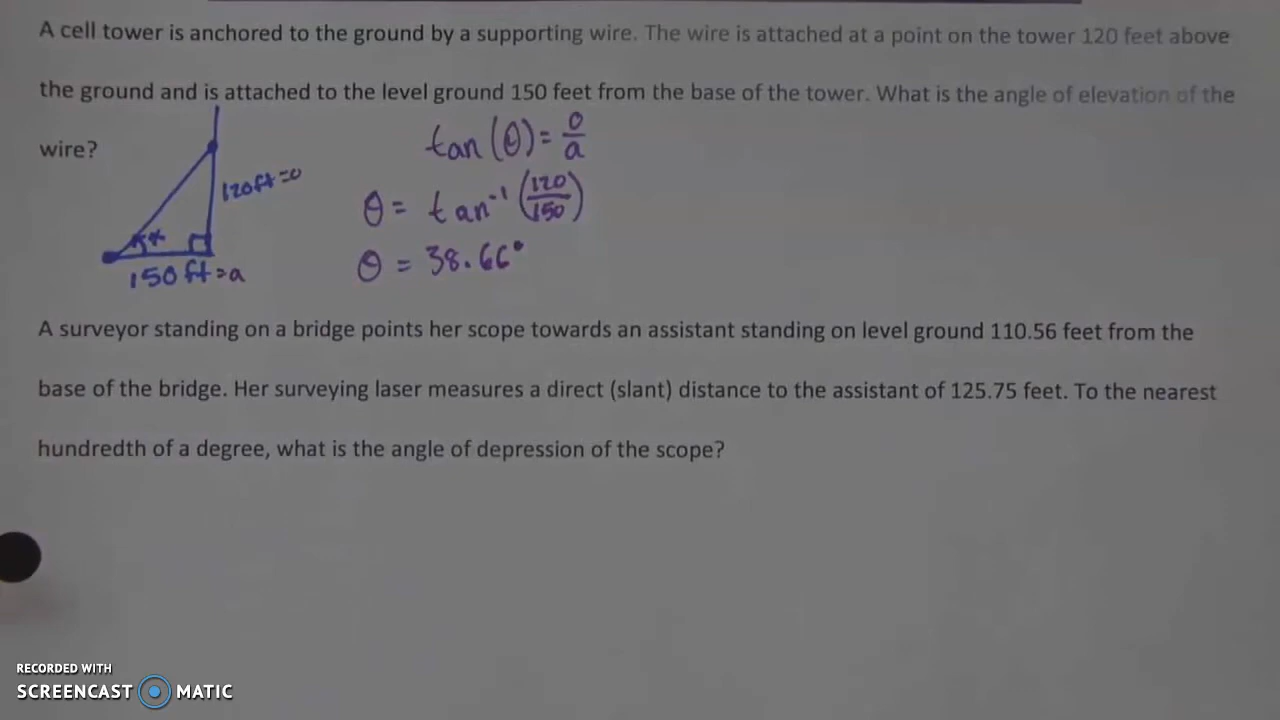 A cell tower is anchored to the ground by a supporting wire. The wire is attached at a point on the tower 120 feet above
the ground and is attached to the level ground 150 feet from the base of the tower. What is the angle of elevation of the
wire?
tan (θ) = o/a
120ft = o
θ = tan⁻¹ (120/150)
*
150 ft = a
θ = 38.66°
A surveyor standing on a bridge points her scope towards an assistant standing on level ground 110.56 feet from the
base of the bridge. Her surveying laser measures a direct (slant) distance to the assistant of 125.75 feet. To the nearest
hundredth of a degree, what is the angle of depression of the scope?
RECORDED WITH
SCREENCAST MATIC